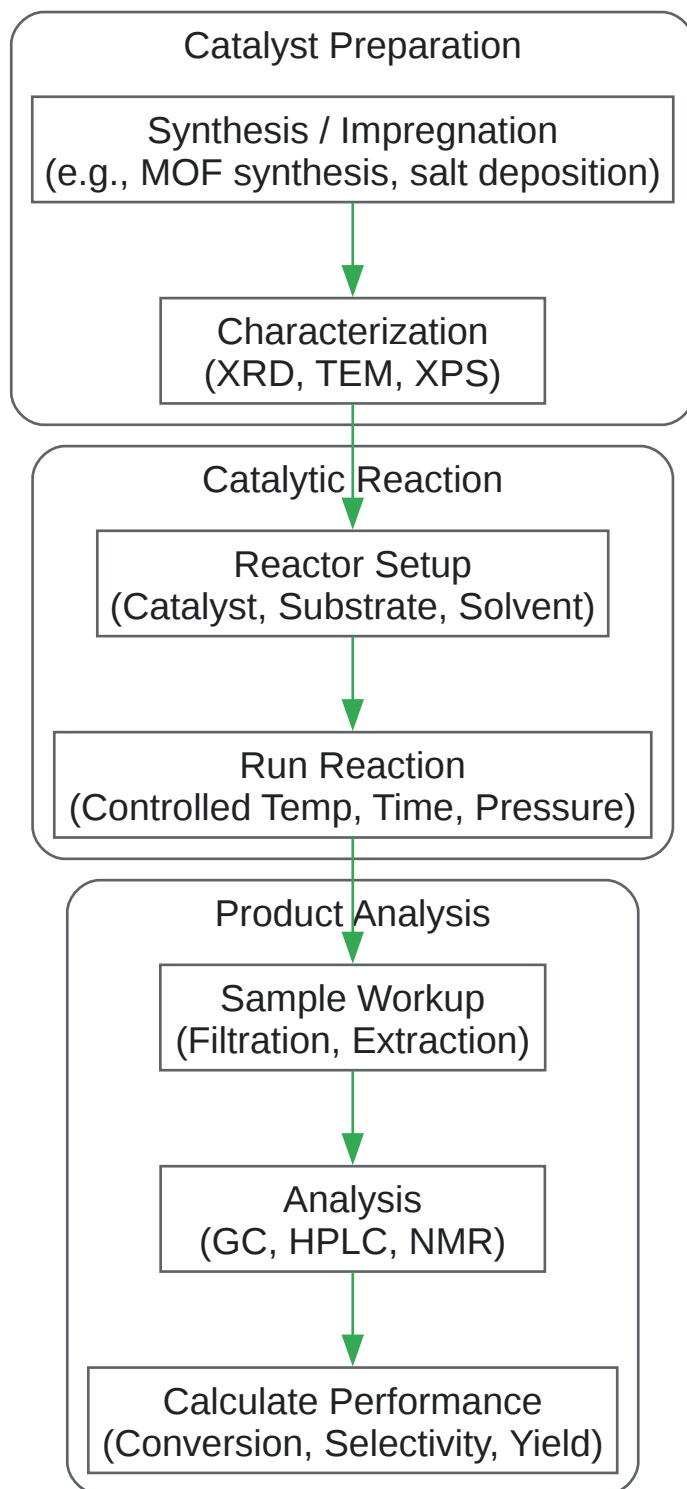 Catalyst Preparation
Synthesis / Impregnation
(e.g., MOF synthesis, salt deposition)
Characterization
(XRD, TEM, XPS)
Catalytic Reaction
Reactor Setup
(Catalyst, Substrate, Solvent)
Run Reaction
(Controlled Temp, Time, Pressure)
Product Analysis
Sample Workup
(Filtration, Extraction)
Analysis
(GC, HPLC, NMR)
Calculate Performance
(Conversion, Selectivity, Yield)